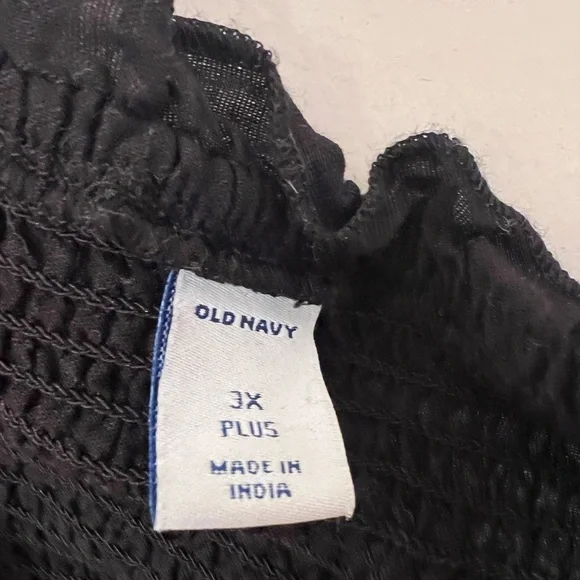 OLD NAVY
3X
PLUS
MADE IN
INDIA